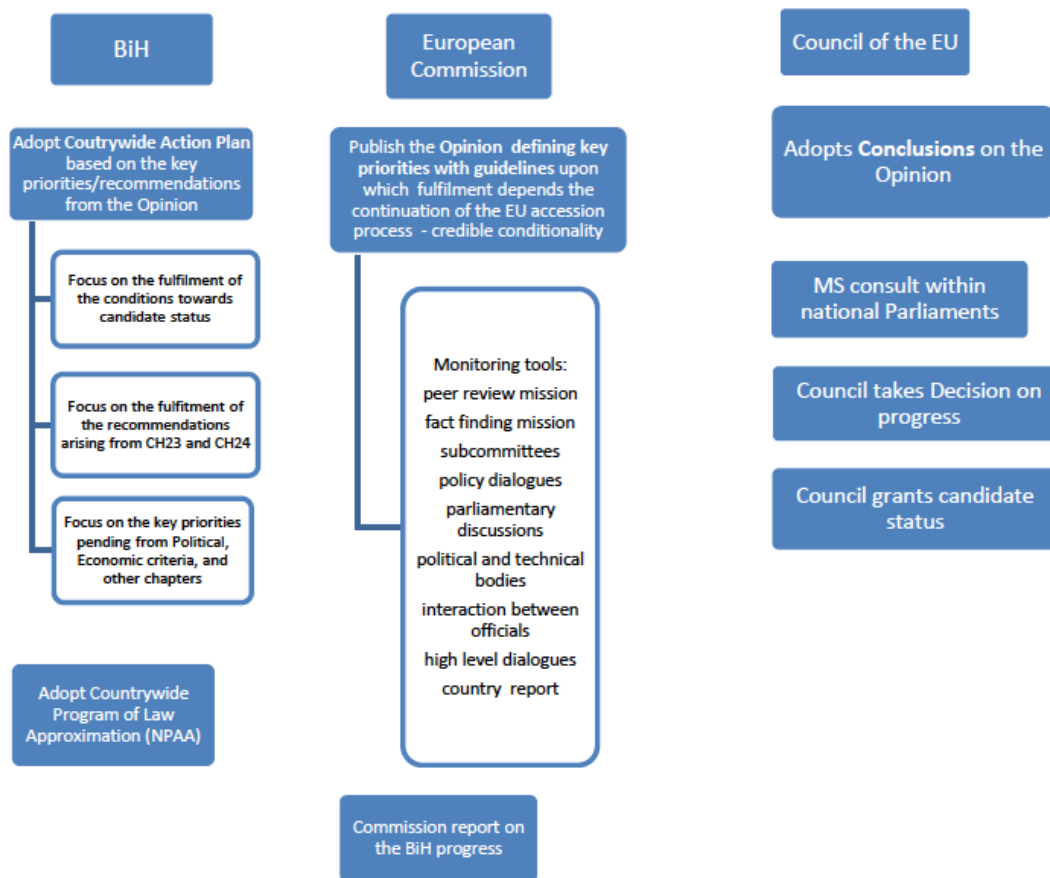 BiH
Adopt Coutrywide Action Plan
based on the key
priorities/recommendations
from the Opinion
Focus on the fulfilment of
the conditions towards
candidate status
Focus on the fulfitment of
the recommendations
arising from CH23 and CH24
Focus on the key priorities
pending from Political,
Economic criteria, and
other chapters
Adopt Countrywide
Program of Law
Approximation (NPAA)
European
Commission
Publish the Opinion defining key
priorities with guidelines upon
which fulfilment depends the
continuation of the EU accession
process - credible conditionality
Monitoring tools:
peer review mission
fact finding mission
subcommittees
policy dialogues
parliamentary
discussions
political and technical
bodies
interaction between
officials
high level dialogues
country report
Commission report on
the BiH progress
Council of the EU
Adopts Conclusions on the
Opinion
MS consult within
national Parliaments
Council takes Decision on
progress
Council grants candidate
status